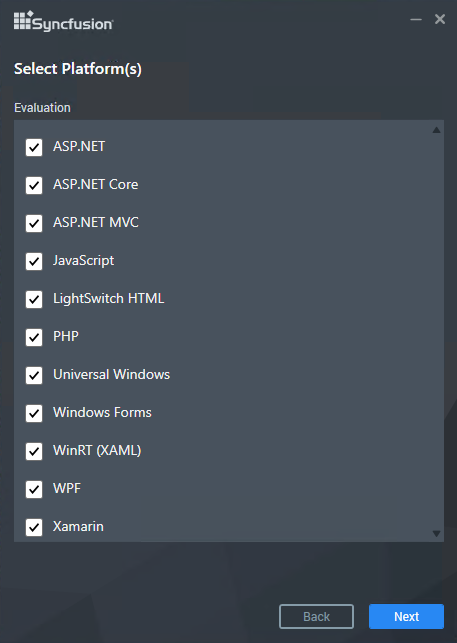 Syncfusion
Select Platform(s)
Evaluation
ASP.NET
ASP.NET Core
ASP.NET MVC
JavaScript
LightSwitch HTML
PHP
Universal Windows
Windows Forms
WinRT (XAML)
WPF
Xamarin
Back
Next